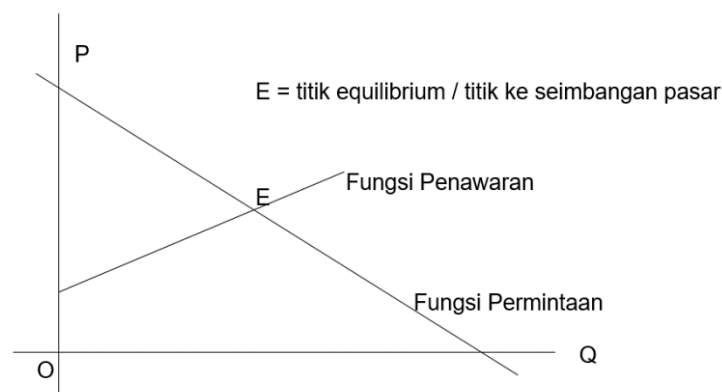 P
E = titik equilibrium / titik ke seimbangan pasar
Fungsi Penawaran
E
Fungsi Permintaan
Q
O